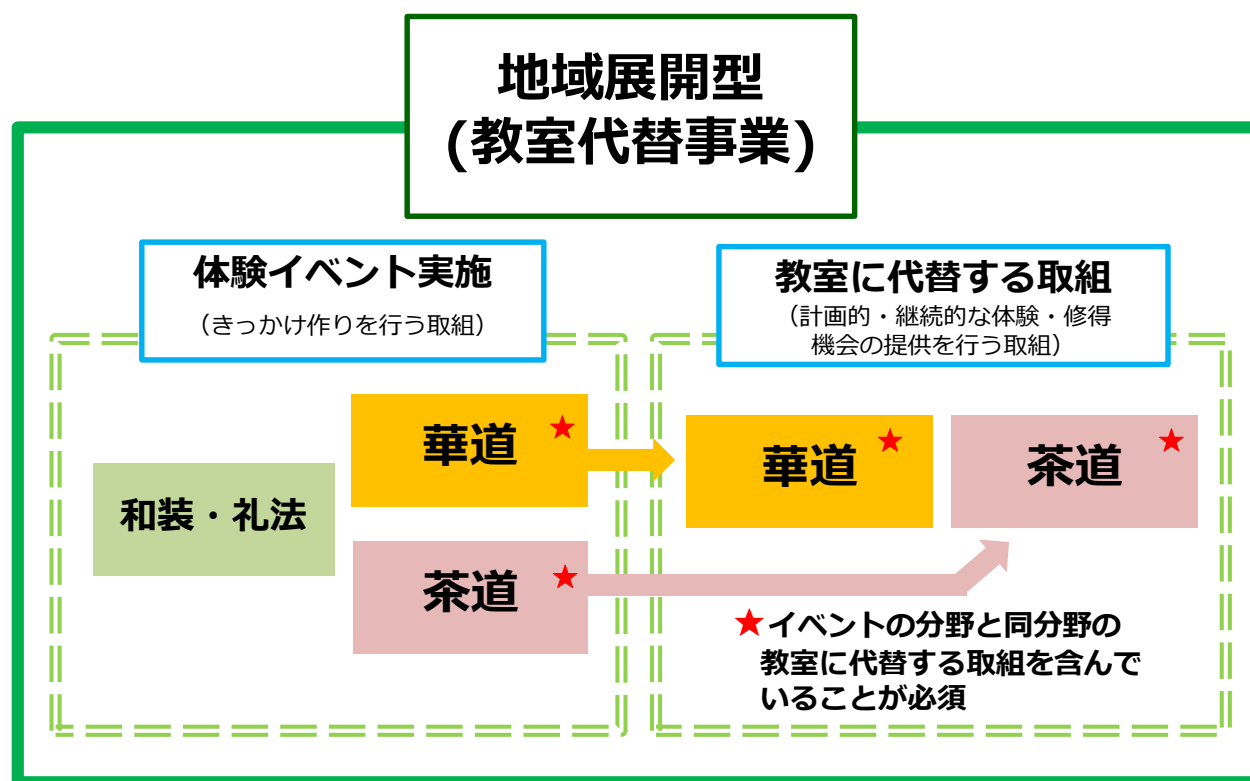 地域展開型
(教室代替事業)
体験イベント実施
（きっかけ作りを行う取組）
和装・礼法
華道 ★
茶道 ★
教室に代替する取組
（計画的・継続的な体験・修得
機会の提供を行う取組）
華道 ★
茶道 ★
★イベントの分野と同分野の
教室に代替する取組を含んで
いることが必須